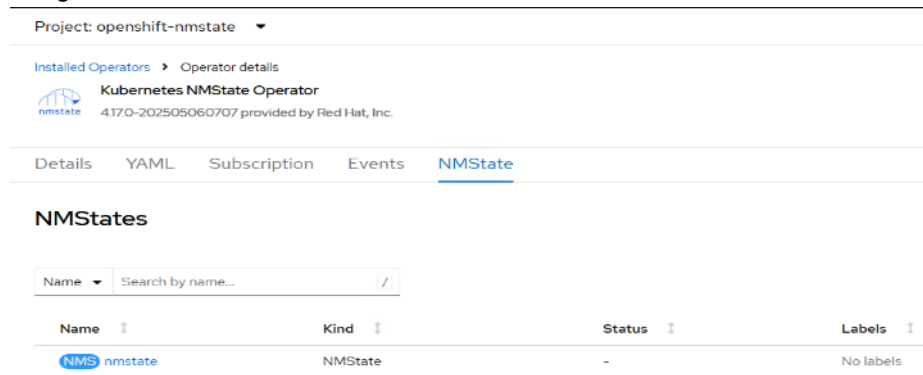 Project: openshift-nmstate
Installed Operators > Operator details
Kubernetes NMState Operator
nmstate
4.17.0-202505060707 provided by Red Hat, Inc.
Details YAML Subscription Events NMState
NMStates
Name Search by name... /
Name Kind Status Labels
NMS nmstate NMState - No labels